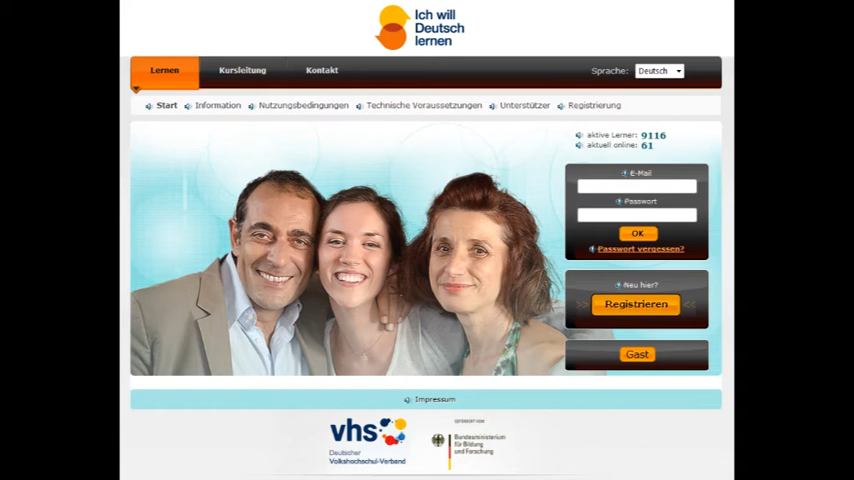 Ich will
Deutsch
lernen
Lernen Kursleitung Kontakt Sprache: Deutsch
Start Information Nutzungsbedingungen Technische Voraussetzungen Unterstützer Registrierung
aktive Lerner: 9116
aktuell online: 61
E-Mail
Passwort
OK
Passwort vergessen?
Neu hier?
>> Registrieren <<
Gast
Impressum
vhs
Deutscher
Volkshochschul-Verband
GEFÖRDERT VOM
Bundesministerium
für Bildung
und Forschung